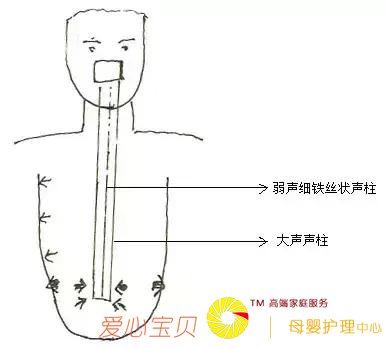 弱声细铁丝状声柱
大声声柱
TM 高端家庭服务
爱心宝贝
母婴护理中心